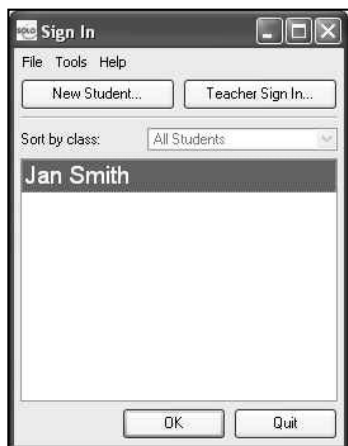 SOLO Sign In
File Tools Help
New Student... Teacher Sign In...
Sort by class: All Students
Jan Smith
OK Quit